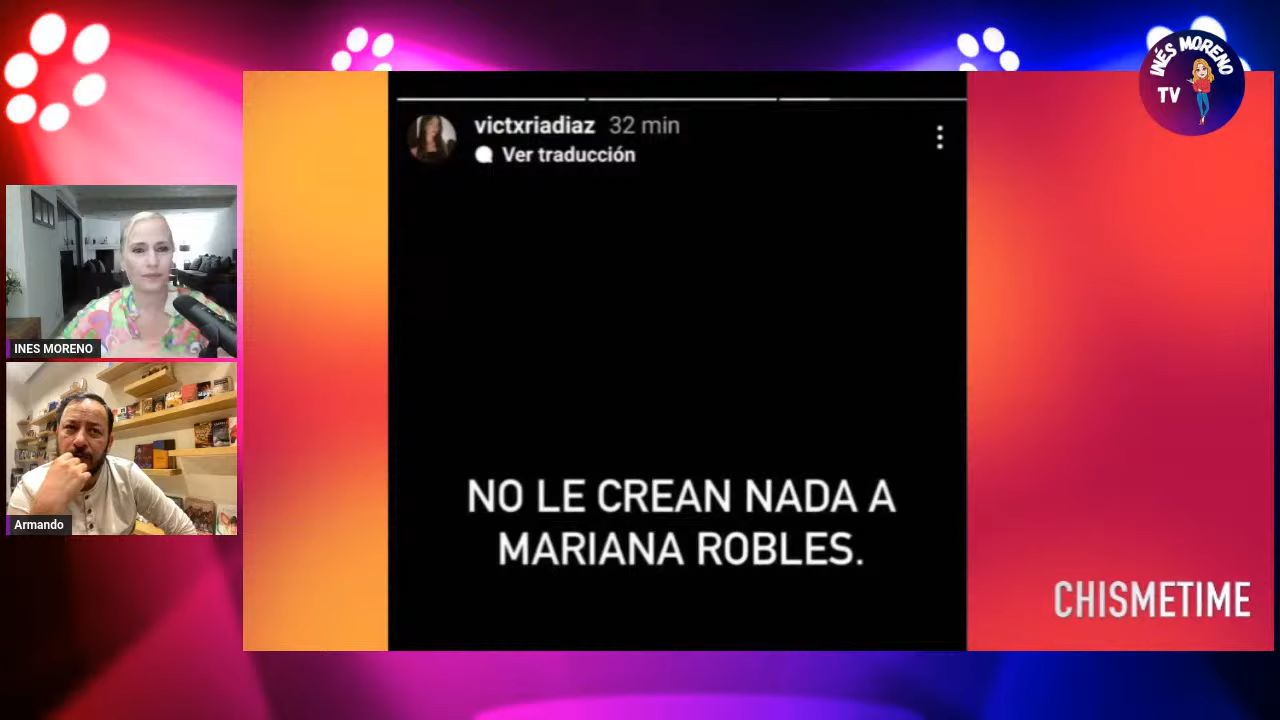 INÉS MORENO
TV
victxriadiaz 32 min
Ver traducción
INES MORENO
Armando
NO LE CREAN NADA A
MARIANA ROBLES.
CHISMETIME